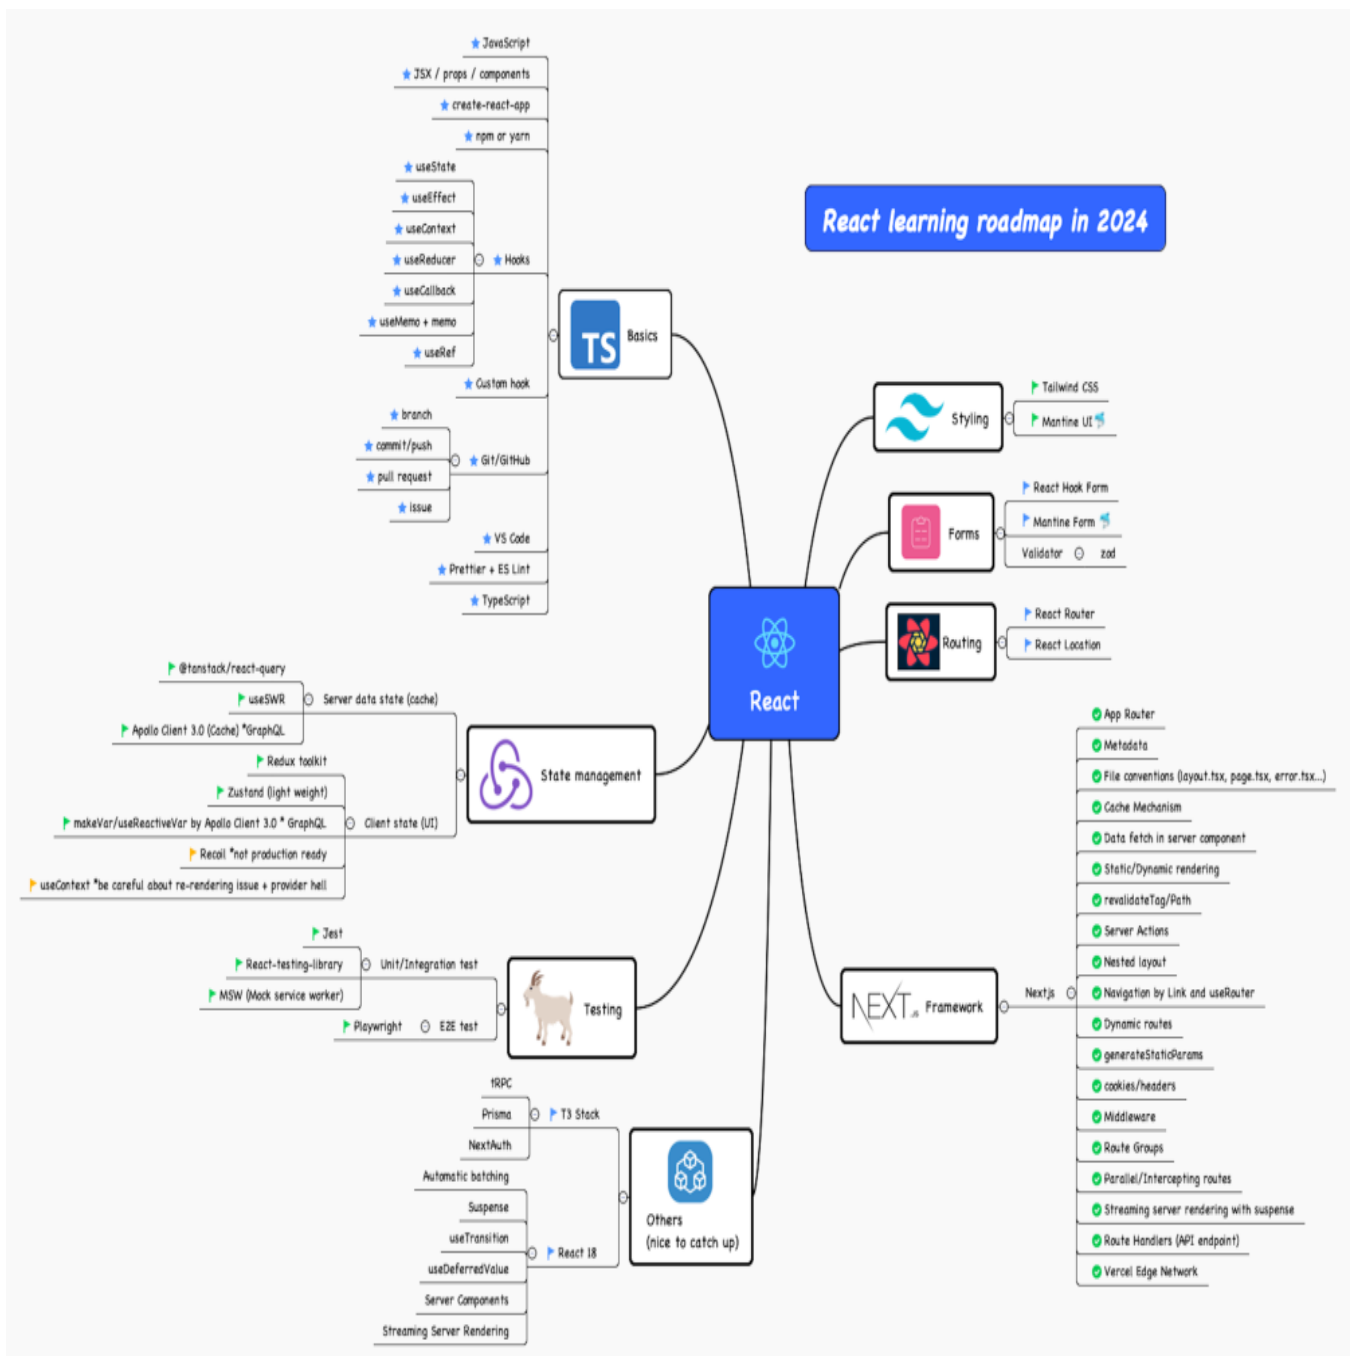 React learning roadmap in 2024
JavaScript
JSX / props / components
create-react-app
npm or yarn
useState
useEffect
useContext
useReducer
useCallback
useMemo + memo
useRef
Hooks
Custom hook
branch
commit/push
pull request
issue
Git/GitHub
VS Code
Prettier + ES Lint
TypeScript
TS
Basics
Styling
Tailwind CSS
Mantine UI
Forms
React Hook Form
Mantine Form
Validator
zod
Routing
React Router
React Location
React
@tanstack/react-query
useSWR
Apollo Client 3.0 (Cache) *GraphQL
Server data state (cache)
Redux toolkit
Zustand (light weight)
makeVar/useReactiveVar by Apollo Client 3.0 * GraphQL
Recoil *not production ready
useContext *be careful about re-rendering issue + provider hell
Client state (UI)
State management
Jest
React-testing-library
MSW (Mock service worker)
Unit/Integration test
Playwright
E2E test
Testing
tRPC
Prisma
NextAuth
T3 Stack
Automatic batching
Suspense
useTransition
useDeferredValue
Server Components
Streaming Server Rendering
React 18
Others
(nice to catch up)
NEXT.JS
Framework
Nextjs
App Router
Metadata
File conventions (layout.tsx, page.tsx, error.tsx...)
Cache Mechanism
Data fetch in server component
Static/Dynamic rendering
revalidateTag/Path
Server Actions
Nested layout
Navigation by Link and useRouter
Dynamic routes
generateStaticParams
cookies/headers
Middleware
Route Groups
Parallel/Intercepting routes
Streaming server rendering with suspense
Route Handlers (API endpoint)
Vercel Edge Network